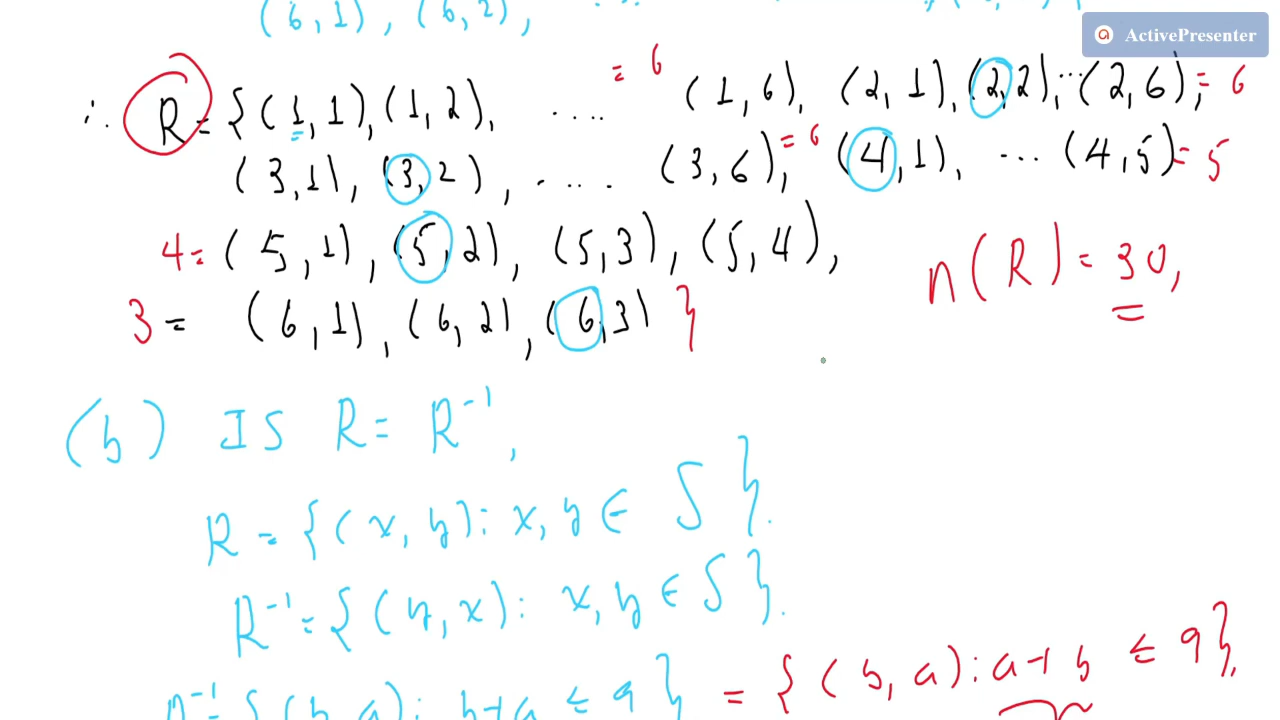 (6,1), (6,2),
ActivePresenter
∴ R = {(1,1),(1,2), .... = 6 (1,6), (2,1), (2,2), ...(2,6), = 6
(3,1), (3,2), ..... (3,6) = 6, (4,1), ... (4,5) = 5
4 = (5,1), (5,2), (5,3), (5,4),
n(R) = 30,
3 = (6,1), (6,2), (6,3) }
(b) IS R = R⁻¹,
R = {(x, y): x, y ∈ S}.
R⁻¹ = {(y, x): x, y ∈ S}.
R⁻¹ = {(b, a): b+a ≤ 9} = {(b, a): a+b ≤ 9},